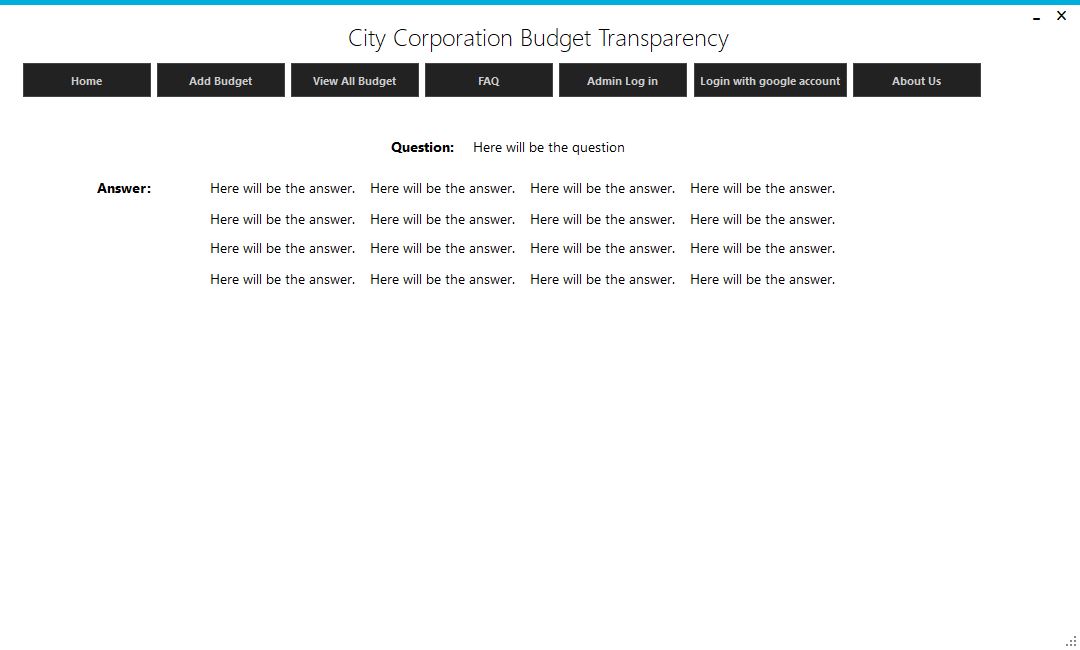 City Corporation Budget Transparency
Home Add Budget View All Budget FAQ Admin Log in Login with google account About Us
Question: Here will be the question
Answer: Here will be the answer. Here will be the answer. Here will be the answer. Here will be the answer.
Here will be the answer. Here will be the answer. Here will be the answer. Here will be the answer.
Here will be the answer. Here will be the answer. Here will be the answer. Here will be the answer.
Here will be the answer. Here will be the answer. Here will be the answer. Here will be the answer.